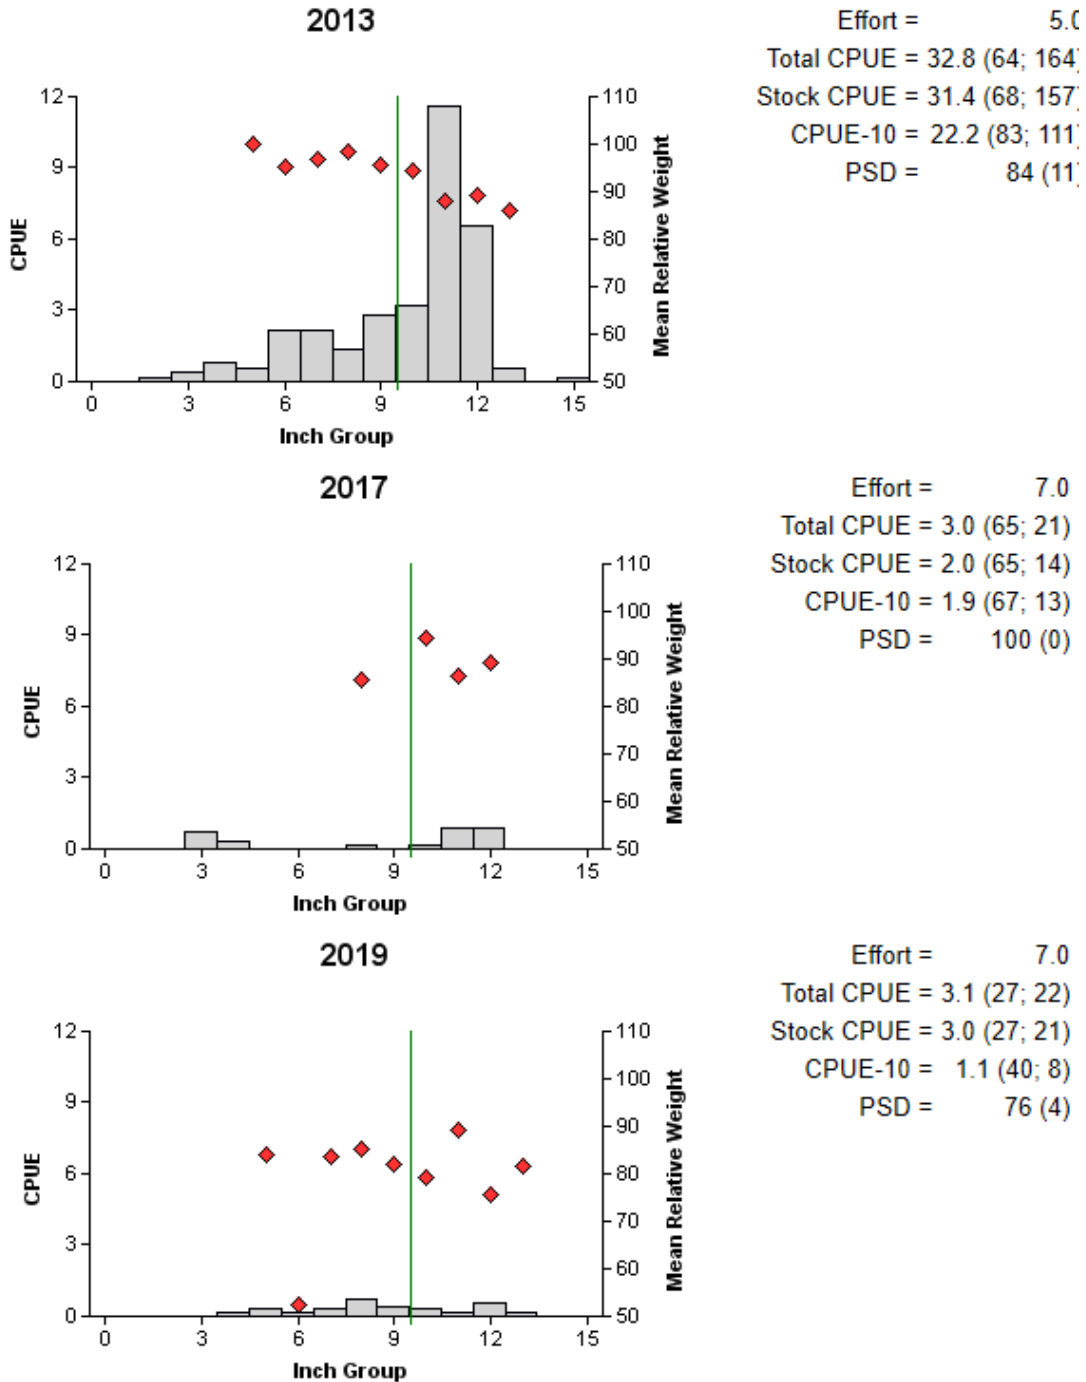 2013
Effort = 5.0
Total CPUE = 32.8 (64; 164)
Stock CPUE = 31.4 (68; 157)
CPUE-10 = 22.2 (83; 111)
PSD = 84 (11)
12
9
6
3
0
CPUE
110
100
90
80
70
60
50
Mean Relative Weight
0 3 6 9 12 15
Inch Group
2017
Effort = 7.0
Total CPUE = 3.0 (65; 21)
Stock CPUE = 2.0 (65; 14)
CPUE-10 = 1.9 (67; 13)
PSD = 100 (0)
12
9
6
3
0
CPUE
110
100
90
80
70
60
50
Mean Relative Weight
0 3 6 9 12 15
Inch Group
2019
Effort = 7.0
Total CPUE = 3.1 (27; 22)
Stock CPUE = 3.0 (27; 21)
CPUE-10 = 1.1 (40; 8)
PSD = 76 (4)
12
9
6
3
0
CPUE
110
100
90
80
70
60
50
Mean Relative Weight
0 3 6 9 12 15
Inch Group